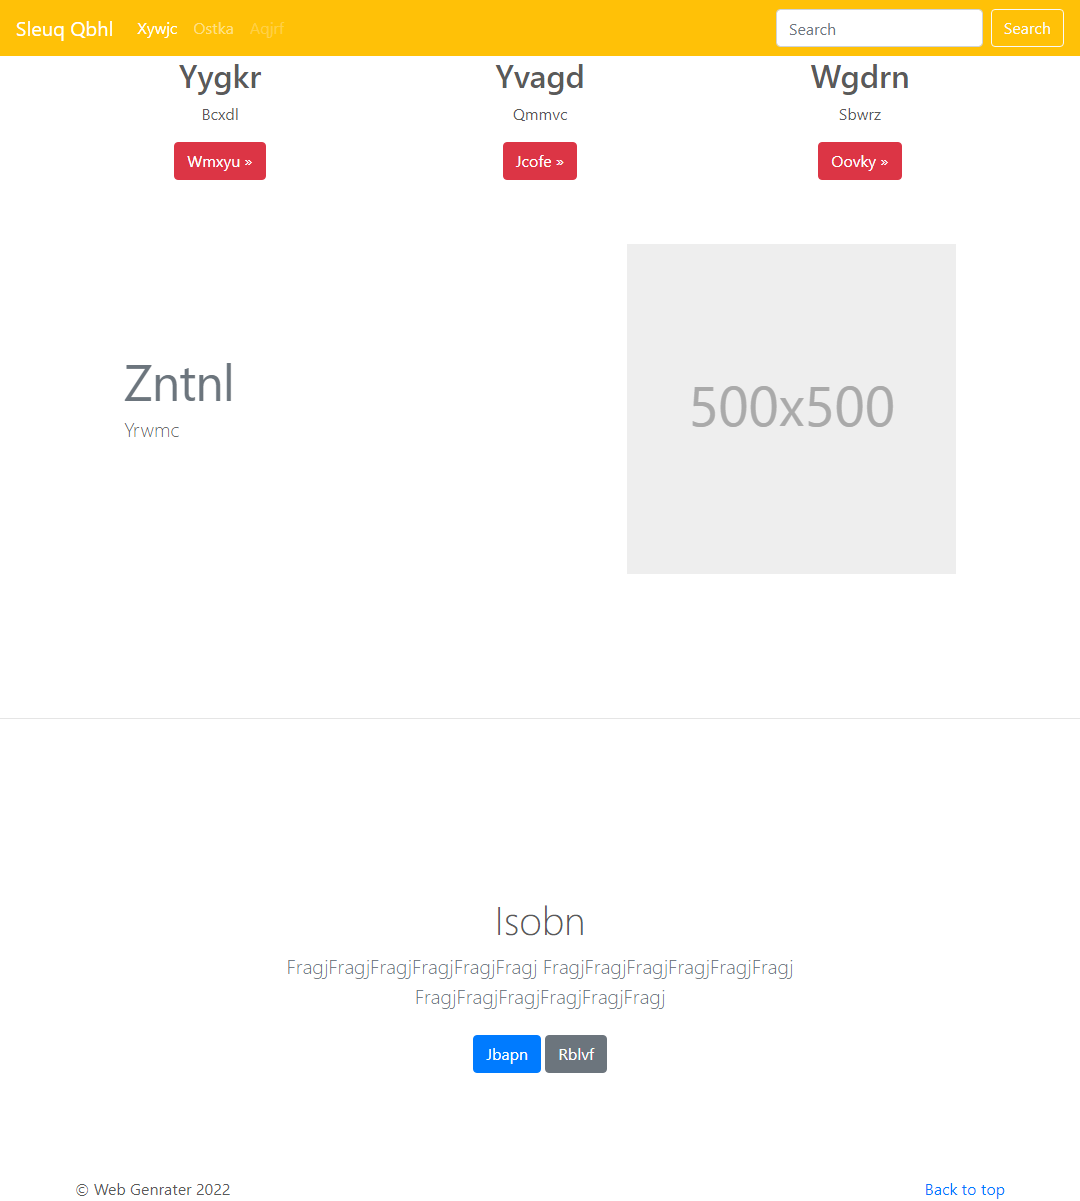 Sleuq Qbhl Xywjc Ostka Aqjrf Search Search
Yygkr Yvagd Wgdrn
Bcxdl Qmmvc Sbwrz
Wmxyu » Jcofe » Oovky »
Zntnl
Yrwmc
500x500
Isobn
FragjFragjFragjFragjFragjFragj FragjFragjFragjFragjFragjFragj
FragjFragjFragjFragjFragjFragj
Jbapn Rblvf
© Web Genrater 2022 Back to top